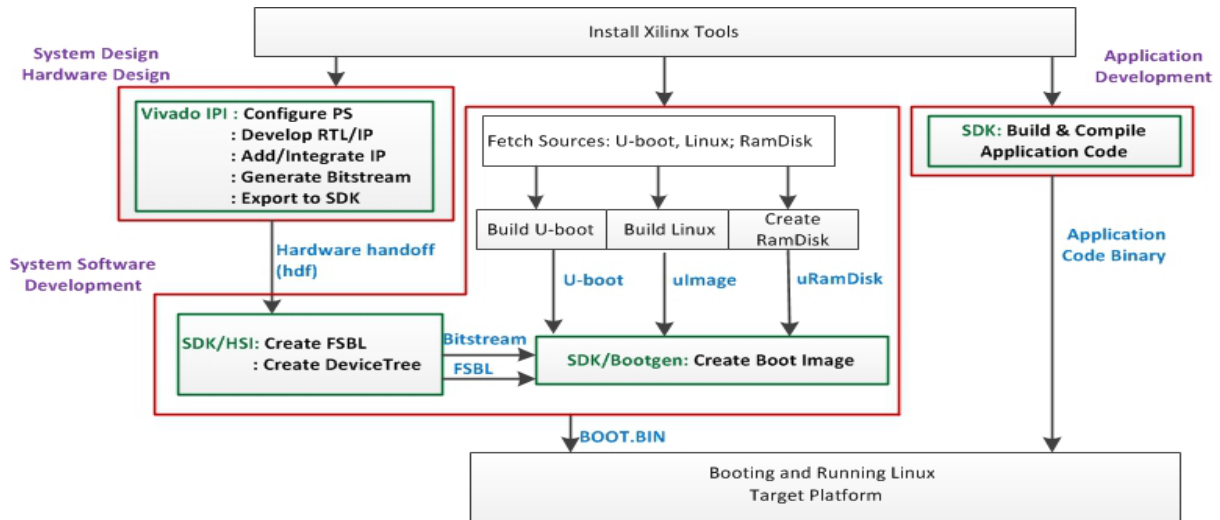 Install Xilinx Tools
System Design
Hardware Design
Application
Development
Vivado IPI : Configure PS
: Develop RTL/IP
: Add/Integrate IP
: Generate Bitstream
: Export to SDK
Fetch Sources: U-boot, Linux; RamDisk
SDK: Build & Compile
Application Code
Build U-boot
Build Linux
Create
RamDisk
Hardware handoff
(hdf)
System Software
Development
U-boot
uImage
uRamDisk
Application
Code Binary
SDK/HSI: Create FSBL
: Create DeviceTree
Bitstream
FSBL
SDK/Bootgen: Create Boot Image
BOOT.BIN
Booting and Running Linux
Target Platform